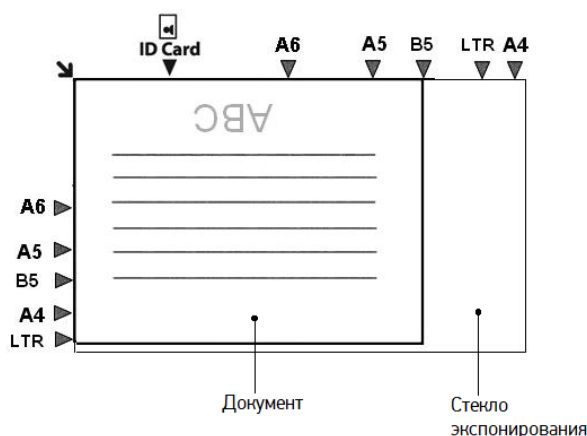 ID Card
A6 A5 B5 LTR A4
ABC
A6
A5
B5
A4
LTR
Документ
Стекло
экспонирования